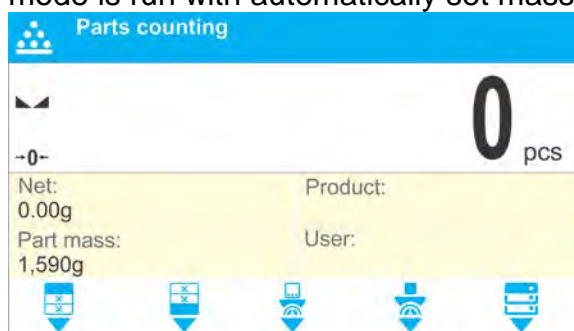 mode is run with automatically set mass
Parts counting
0 pcs
→0←
Net:
0.00g
Product:
Part mass:
1,590g
User: